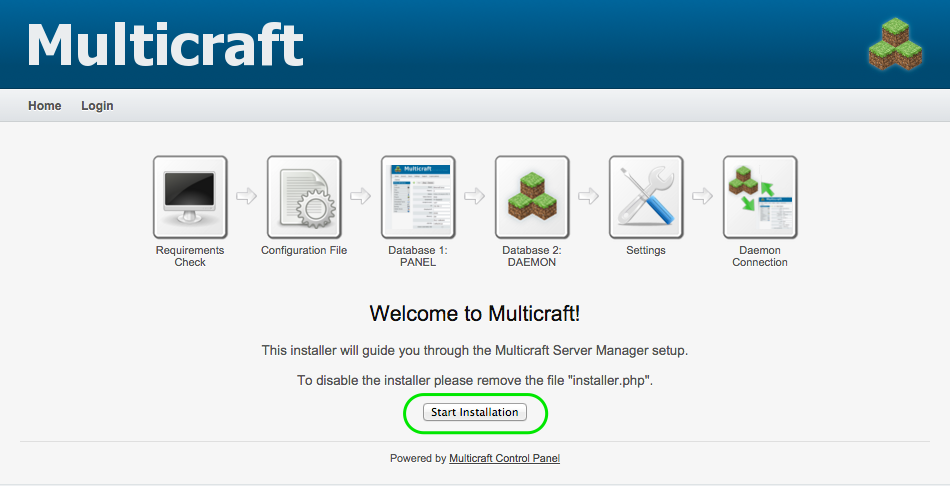 Multicraft
Home Login
Requirements
Check
Configuration File
Multicraft
Database 1:
PANEL
Database 2:
DAEMON
Settings
Daemon
Connection
Welcome to Multicraft!
This installer will guide you through the Multicraft Server Manager setup.
To disable the installer please remove the file "installer.php".
Start Installation
Powered by Multicraft Control Panel